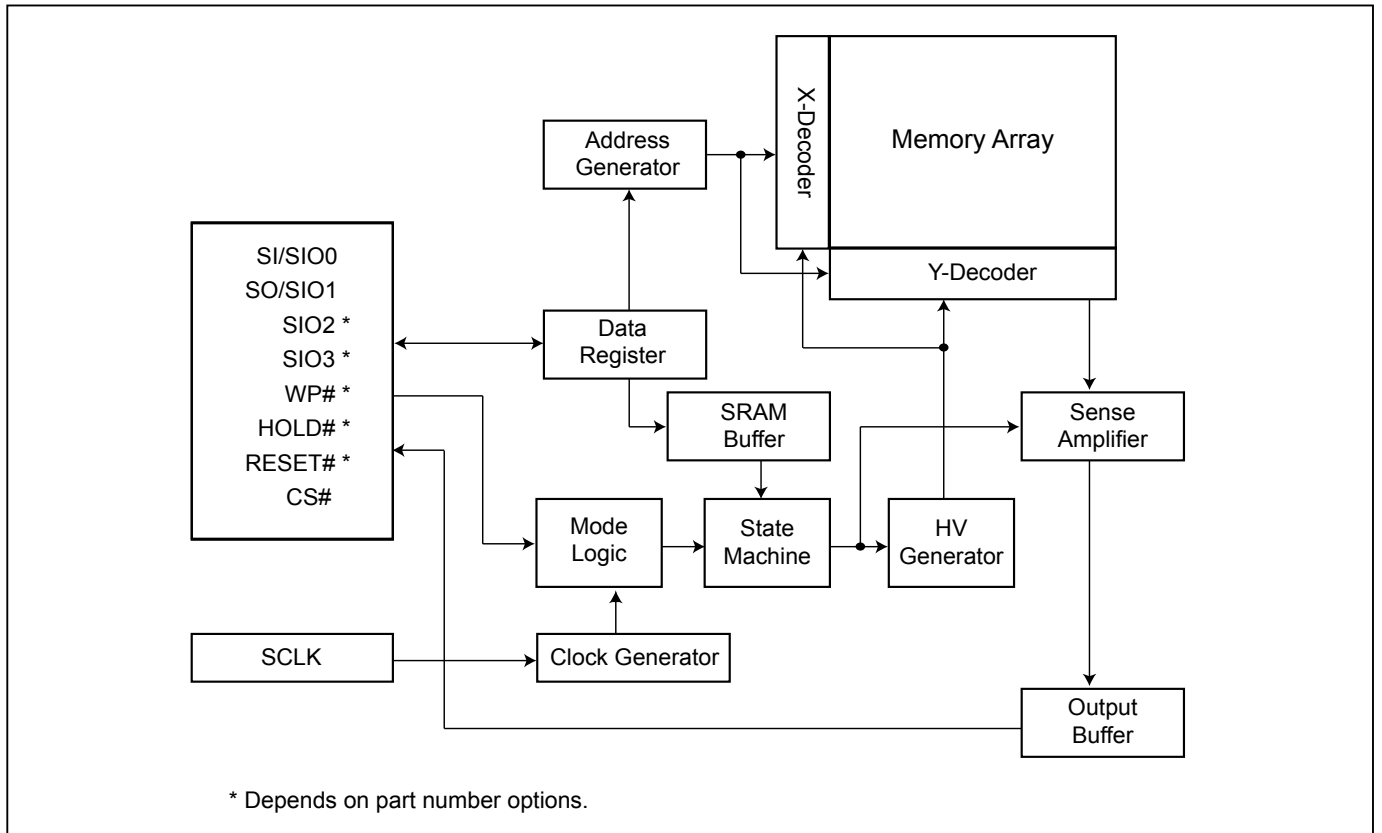 X-Decoder
Memory Array
Address
Generator
Y-Decoder
SI/SIO0
SO/SIO1
SIO2 *
SIO3 *
WP# *
HOLD# *
RESET# *
CS#
Data
Register
SRAM
Buffer
Sense
Amplifier
Mode
Logic
State
Machine
HV
Generator
SCLK
Clock Generator
Output
Buffer
* Depends on part number options.